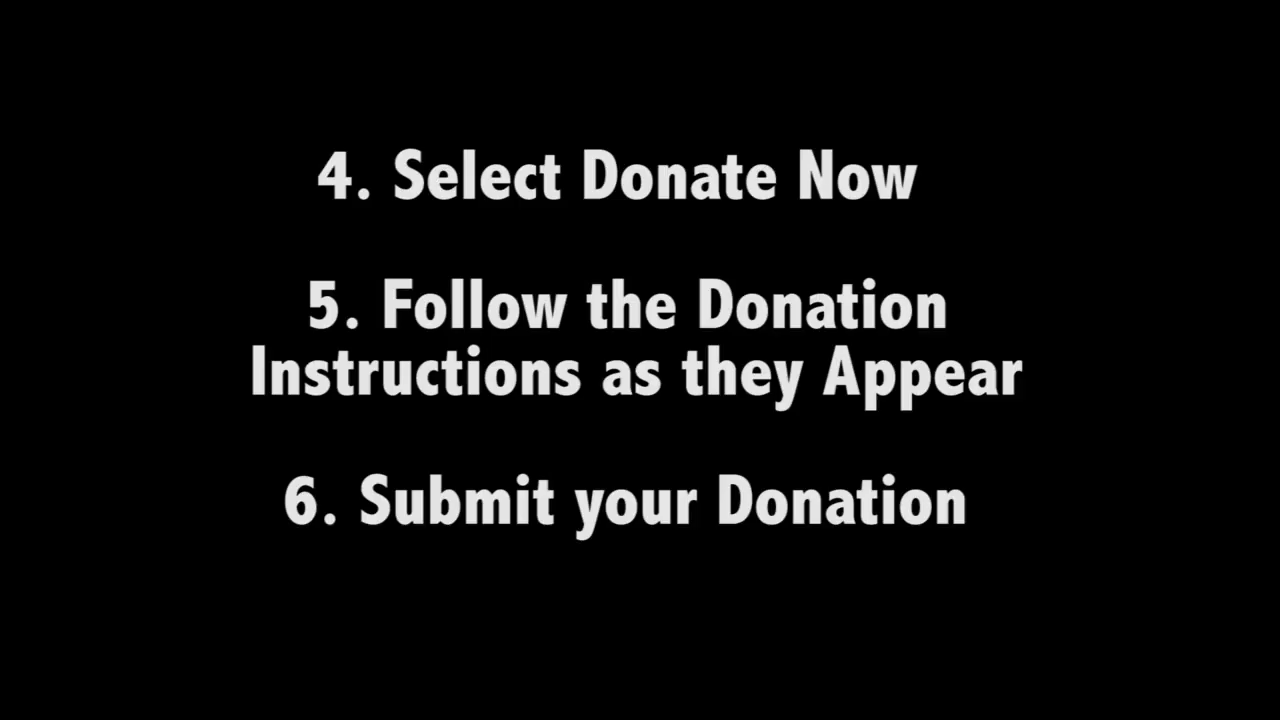 4. Select Donate Now
5. Follow the Donation
Instructions as they Appear
6. Submit your Donation